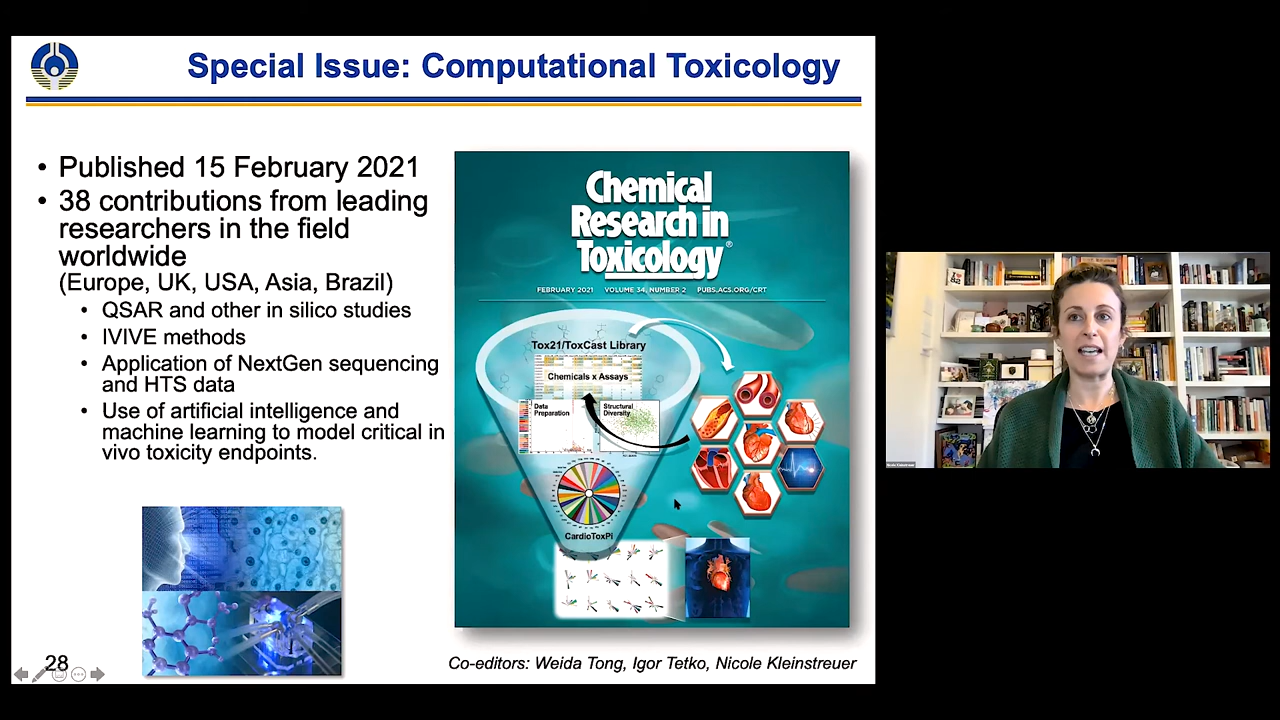 Special Issue: Computational Toxicology
• Published 15 February 2021
• 38 contributions from leading
researchers in the field
worldwide
(Europe, UK, USA, Asia, Brazil)
• QSAR and other in silico studies
• IVIVE methods
• Application of NextGen sequencing
and HTS data
• Use of artificial intelligence and
machine learning to model critical in
vivo toxicity endpoints.
Chemical
Research in
Toxicology®
FEBRUARY 2021 VOLUME 34, NUMBER 2 PUBS.ACS.ORG/CRT
Tox21/ToxCast Library
Chemicals x Assays
Data
Preparation
Structural
Diversity
CardioToxPi
Co-editors: Weida Tong, Igor Tetko, Nicole Kleinstreuer
28
Nicole Kleinstreuer